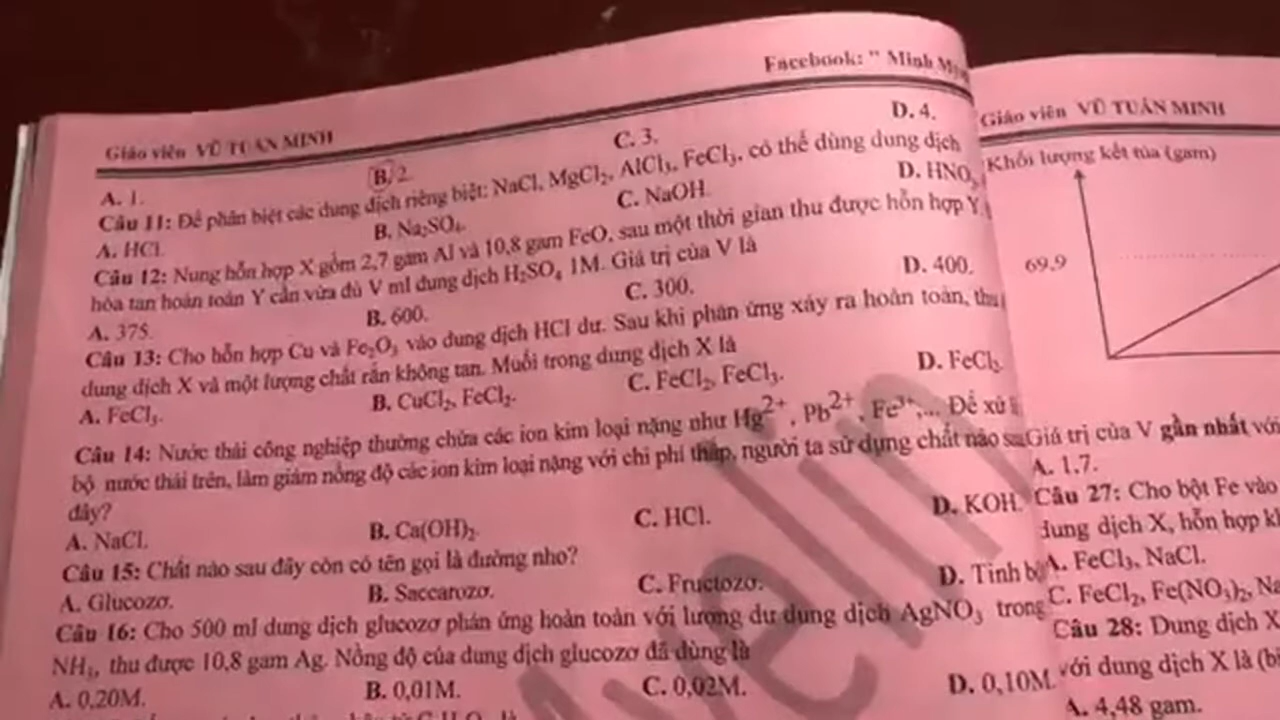 Facebook: " Minh
Giáo viên VŨ TUẤN MINH
A. 1. B. 2. C. 3. D. 4.
Câu 11: Để phân biệt các dung dịch riêng biệt: NaCl, MgCl₂, AlCl₃, FeCl₃, có thể dùng dung dịch
A. HCl. B. Na₂SO₄. C. NaOH. D. HNO₃
Câu 12: Nung hỗn hợp X gồm 2,7 gam Al và 10,8 gam FeO, sau một thời gian thu được hỗn hợp Y.
hòa tan hoàn toàn Y cần vừa đủ V ml dung dịch H₂SO₄ 1M. Giá trị của V là
A. 375. B. 600. C. 300. D. 400.
Câu 13: Cho hỗn hợp Cu và Fe₂O₃ vào dung dịch HCl dư. Sau khi phản ứng xảy ra hoàn toàn, thu
dung dịch X và một lượng chất rắn không tan. Muối trong dung dịch X là
A. FeCl₃. B. CuCl₂, FeCl₂. C. FeCl₂, FeCl₃. D. FeCl₂.
Câu 14: Nước thải công nghiệp thường chứa các ion kim loại nặng như Hg²⁺, Pb²⁺, Fe³⁺,... Để xử
bộ nước thải trên, làm giảm nồng độ các ion kim loại nặng với chi phí thấp, người ta sử dụng chất nào sa
đây?
A. NaCl. B. Ca(OH)₂. C. HCl. D. KOH.
Câu 15: Chất nào sau đây còn có tên gọi là đường nho?
A. Glucozơ. B. Saccarozơ. C. Fructozơ. D. Tinh b
Câu 16: Cho 500 ml dung dịch glucozơ phản ứng hoàn toàn với lượng dư dung dịch AgNO₃ trong
NH₃, thu được 10,8 gam Ag. Nồng độ của dung dịch glucozơ đã dùng là
A. 0,20M. B. 0,01M. C. 0,02M. D. 0,10M.
Giáo viên VŨ TUẤN MINH
Khối lượng kết tủa (gam)
69,9
Giá trị của V gần nhất với
A. 1,7.
Câu 27: Cho bột Fe vào
dung dịch X, hỗn hợp k
A. FeCl₃, NaCl.
C. FeCl₂, Fe(NO₃)₂, Na
Câu 28: Dung dịch X
với dung dịch X là (bi
A. 4,48 gam.